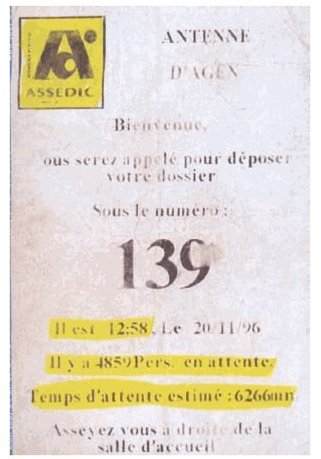 ASSEDIC
ANTENNE
D'AGEN
Bienvenue,
ous serez appelé pour déposer
votre dossier
Sous le numéro :
139
Il est 12:58, Le 20/11/96
Il y a 4859Pers. en attente.
Temps d'attente estimé :6266mn
Asseyez vous a droite de la
salle d'accueil